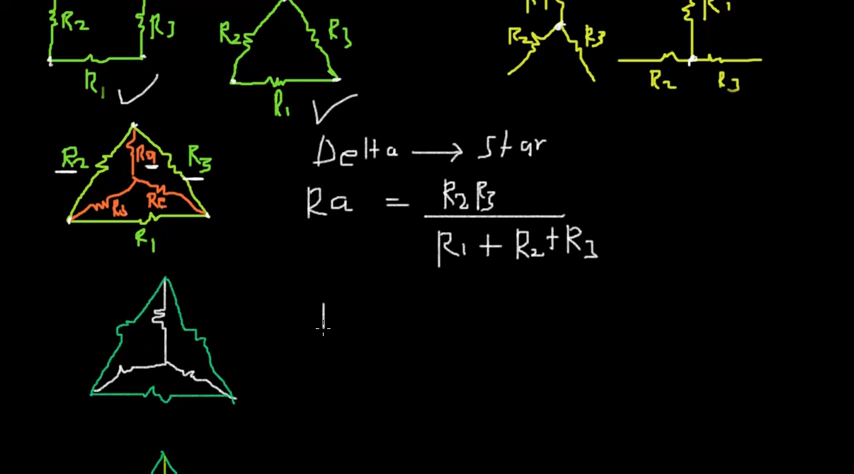 R2 R3
R1
R2 R3
R1
R1
R2 R3
R1
R2 R3
Delta → Star
R2 Ra R3
Rb Rc
R1
Ra = R2R3
R1 + R2 + R3